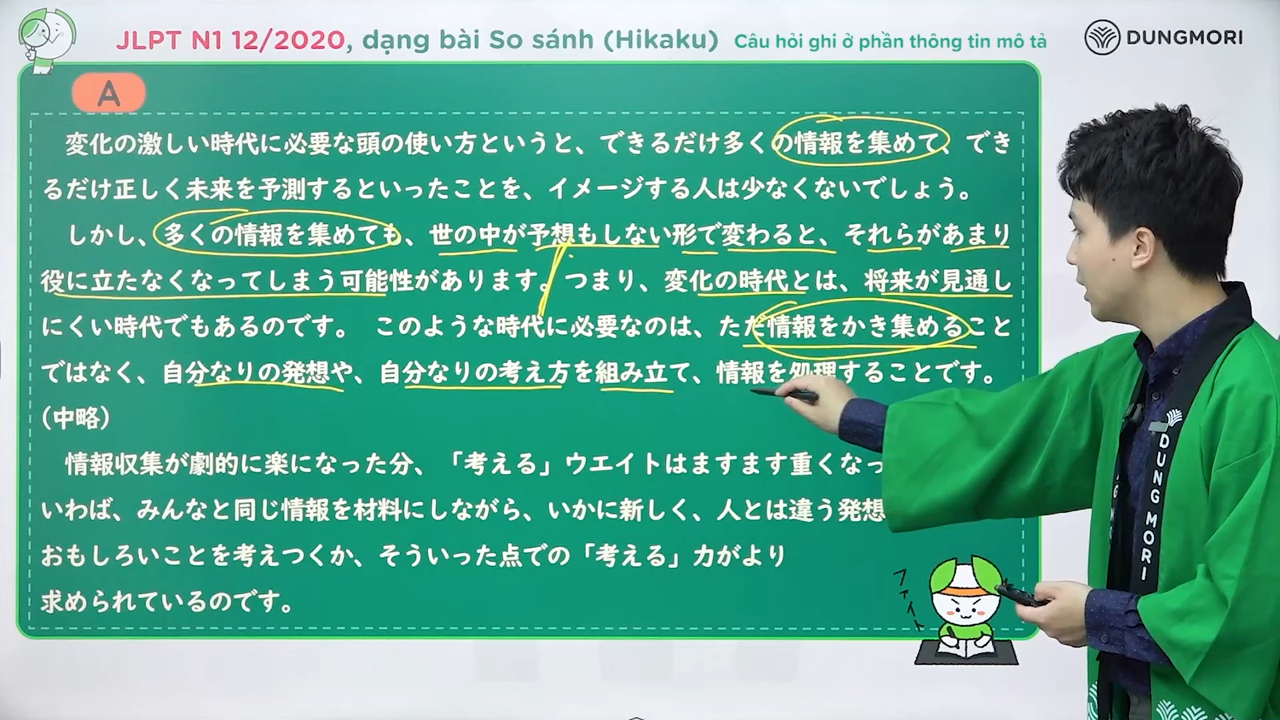 JLPT N1 12/2020, dạng bài So sánh (Hikaku) Câu hỏi ghi ở phần thông tin mô tả
DUNGMORI
A
変化の激しい時代に必要な頭の使い方というと、できるだけ多くの情報を集めて、でき
るだけ正しく未来を予測するといったことを、イメージする人は少なくないでしょう。
しかし、多くの情報を集めても、世の中が予想もしない形で変わると、それらがあまり
役に立たなくなってしまう可能性があります。つまり、変化の時代とは、将来が見通し
にくい時代でもあるのです。 このような時代に必要なのは、ただ情報をかき集めること
ではなく、自分なりの発想や、自分なりの考え方を組み立て、情報を処理することです。
(中略)
情報収集が劇的に楽になった分、「考える」ウエイトはますます重くなっ
いわば、みんなと同じ情報を材料にしながら、いかに新しく、人とは違う発想
おもしろいことを考えつくか、そういった点での「考える」力がより
求められているのです。
ファイト
DUNG MORI